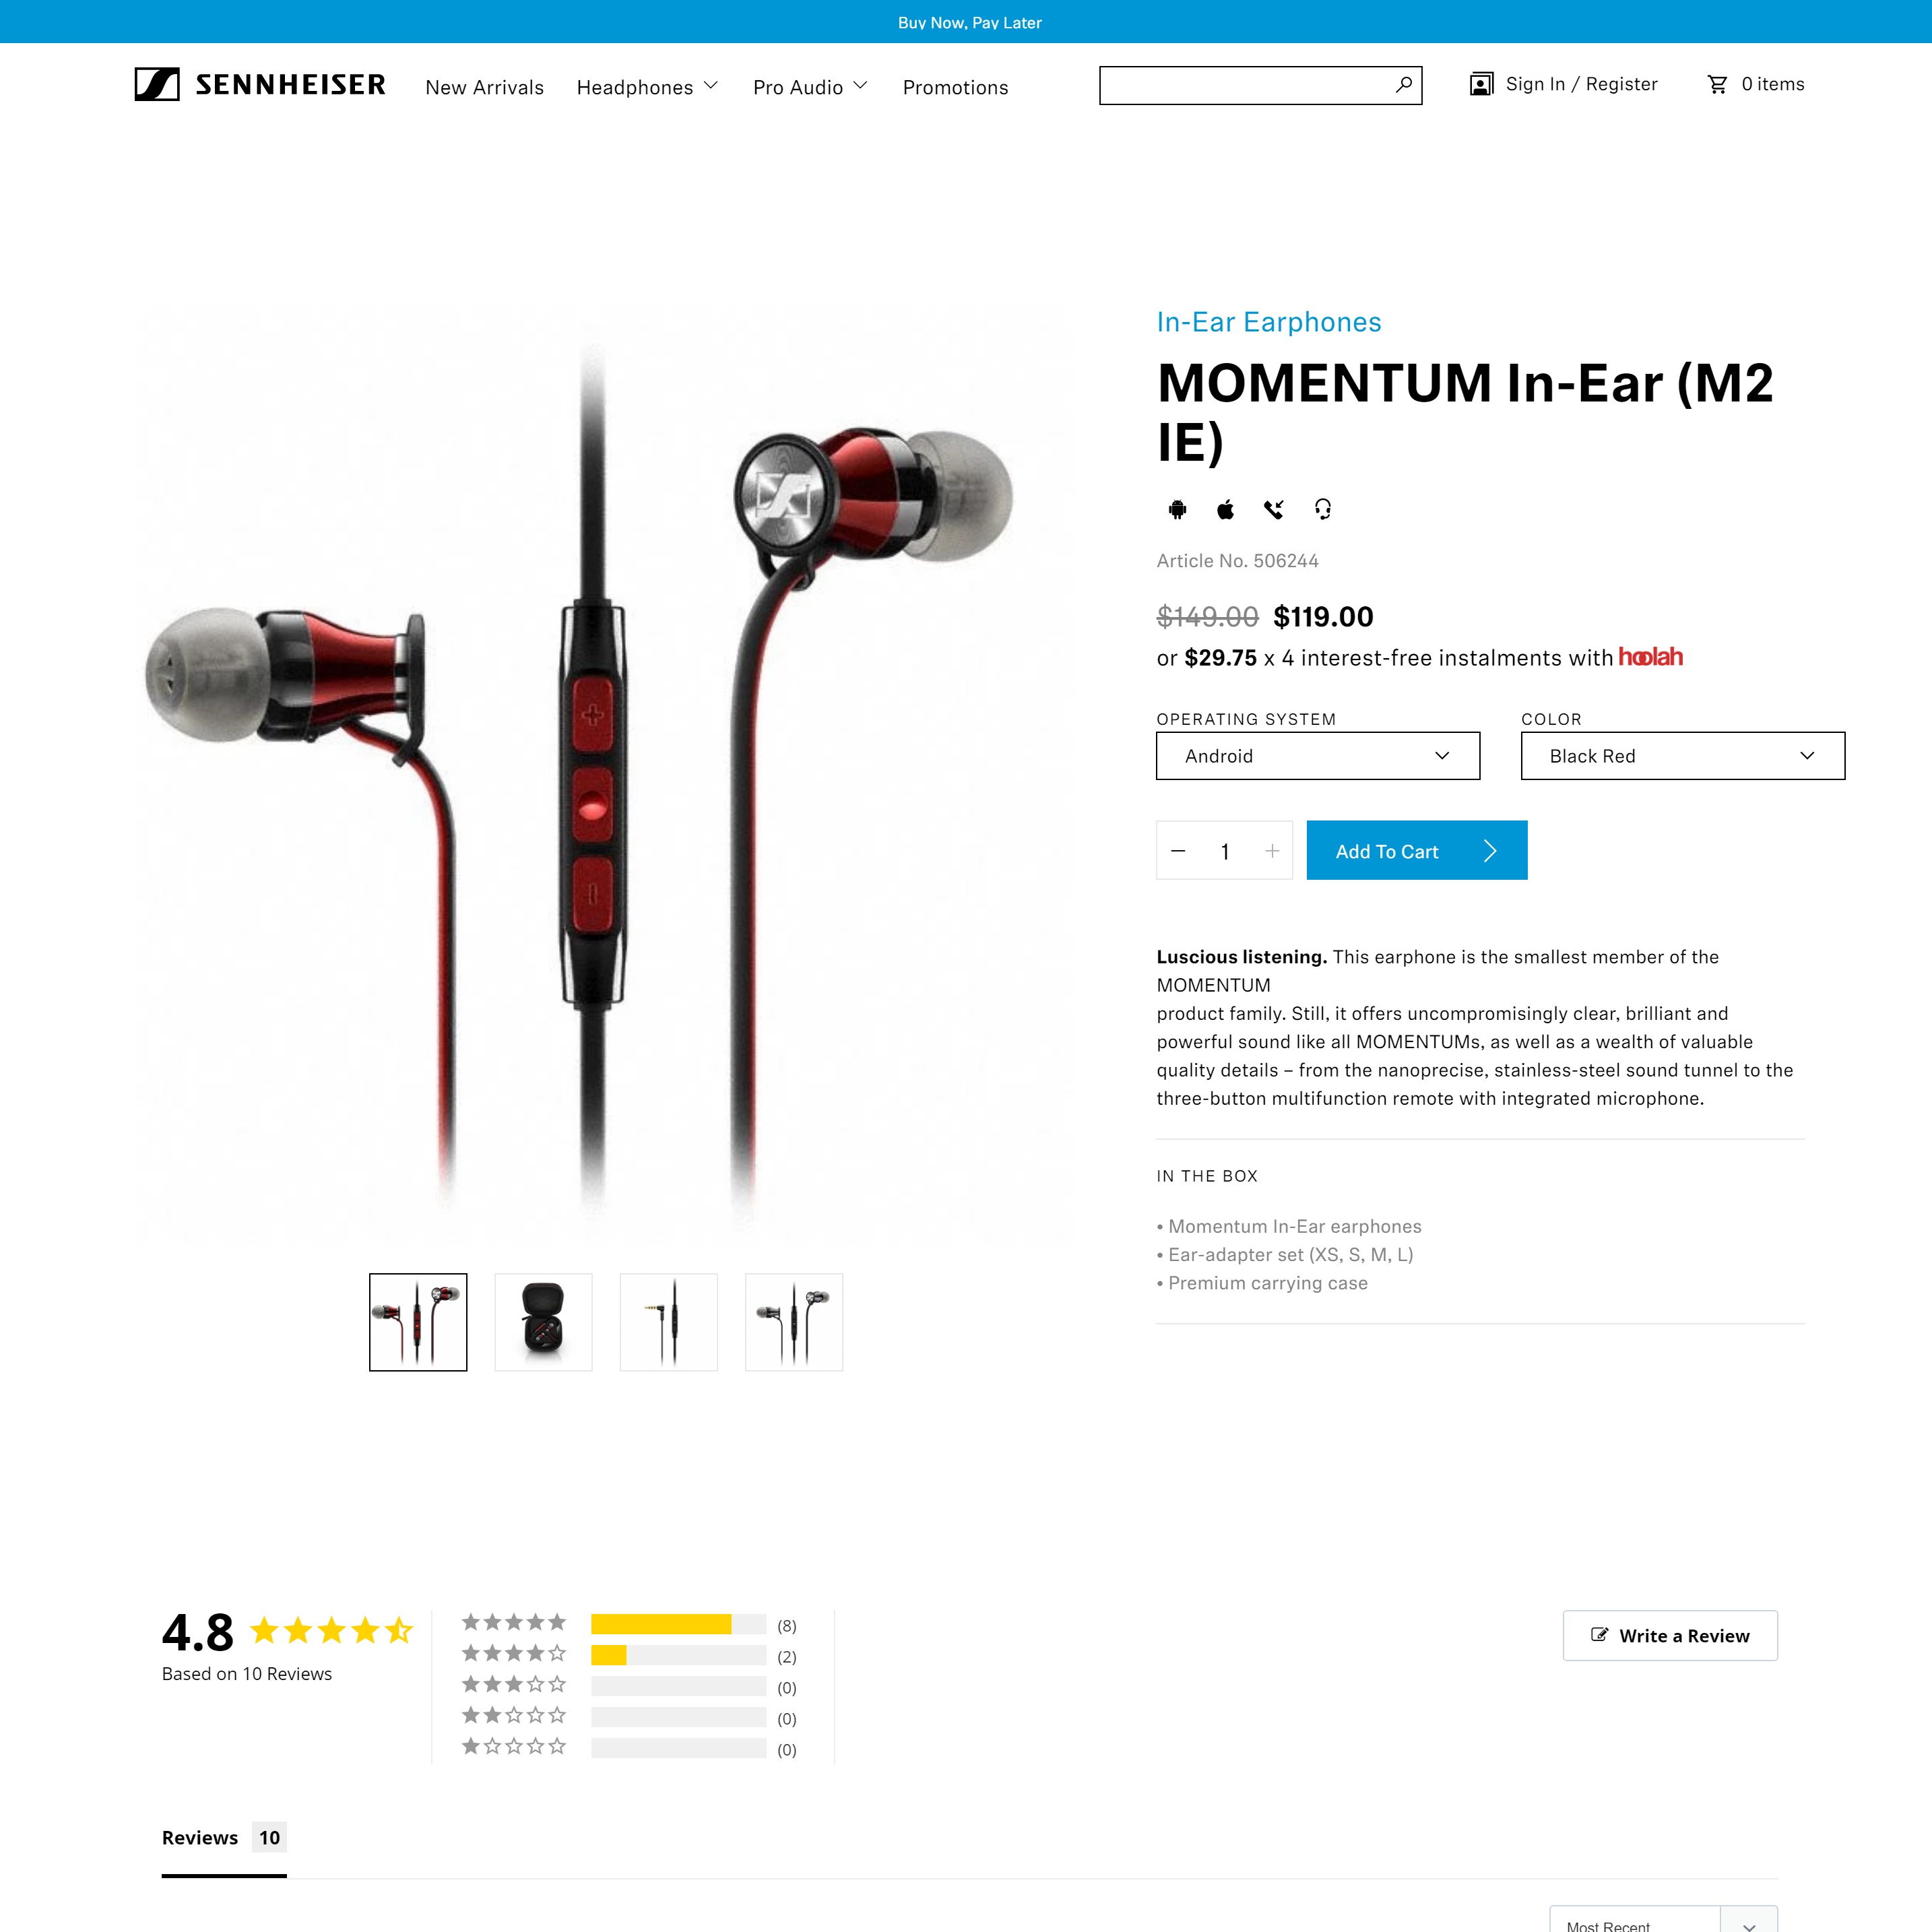 Buy Now, Pay Later
SENNHEISER
New Arrivals
Headphones
Pro Audio
Promotions
Sign In / Register
0 items
In-Ear Earphones
MOMENTUM In-Ear (M2
IE)
Article No. 506244
$149.00 $119.00
or $29.75 x 4 interest-free instalments with hoolah
OPERATING SYSTEM
Android
COLOR
Black Red
1
Add To Cart
Luscious listening. This earphone is the smallest member of the
MOMENTUM
product family. Still, it offers uncompromisingly clear, brilliant and
powerful sound like all MOMENTUMs, as well as a wealth of valuable
quality details – from the nanoprecise, stainless-steel sound tunnel to the
three-button multifunction remote with integrated microphone.
IN THE BOX
• Momentum In-Ear earphones
• Ear-adapter set (XS, S, M, L)
• Premium carrying case
4.8
Based on 10 Reviews
(8)
(2)
(0)
(0)
(0)
Write a Review
Reviews 10
Most Recent